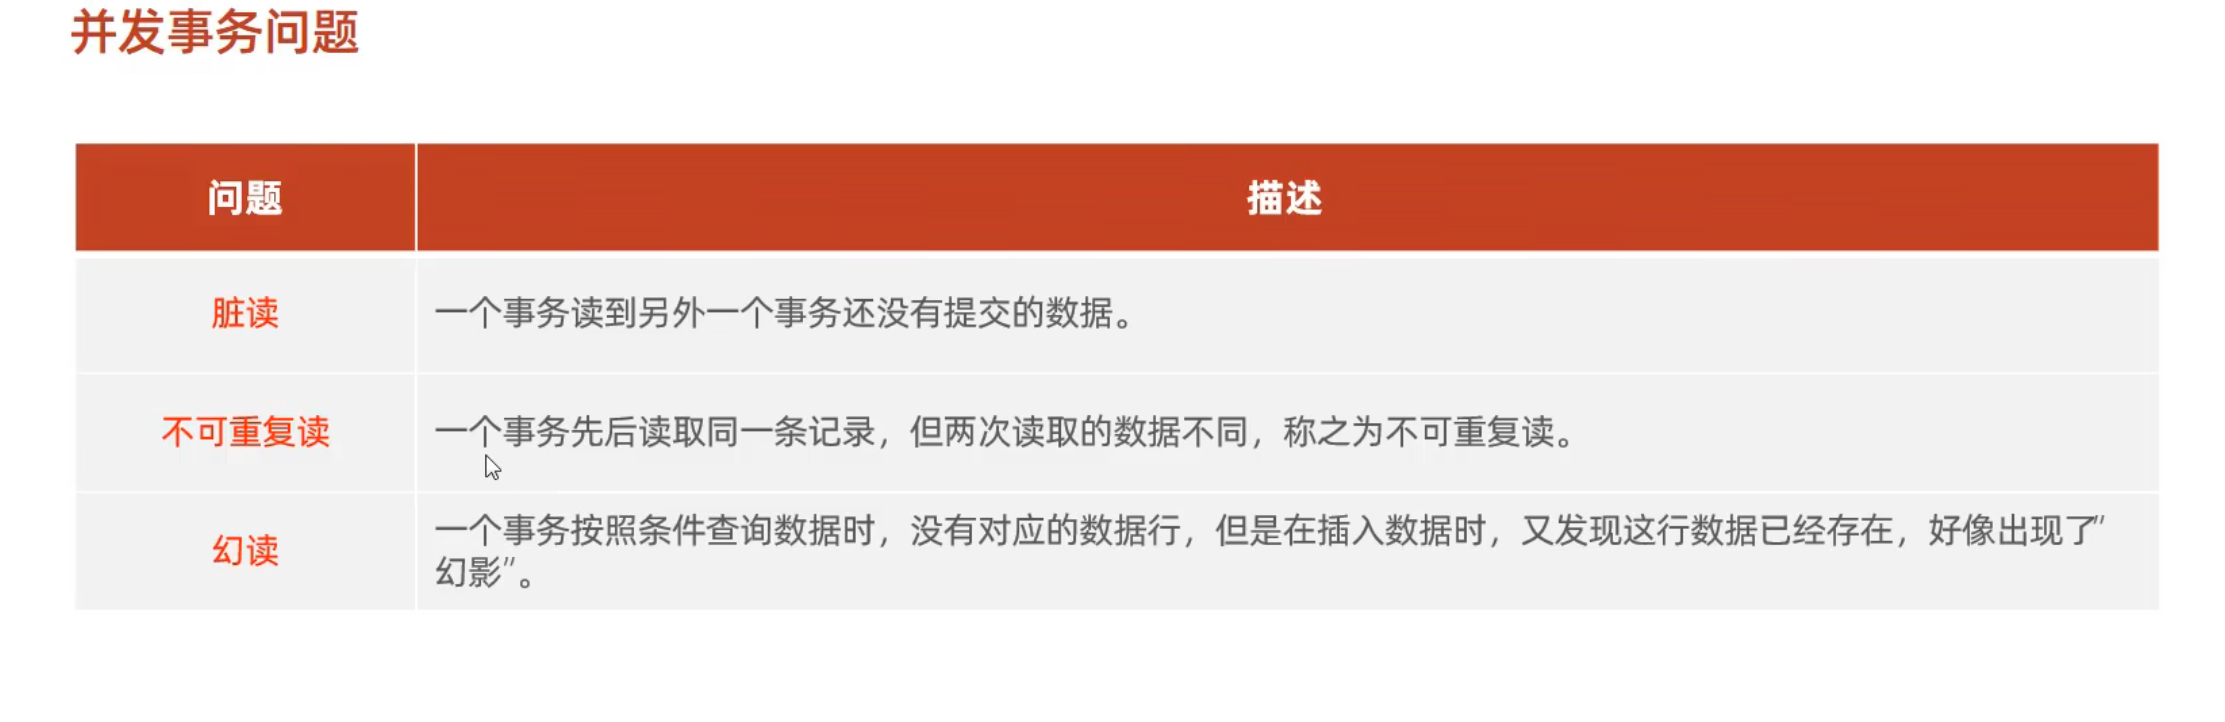 并发事务问题
问题 描述
脏读 一个事务读到另外一个事务还没有提交的数据。
不可重复读 一个事务先后读取同一条记录，但两次读取的数据不同，称之为不可重复读。
幻读 一个事务按照条件查询数据时，没有对应的数据行，但是在插入数据时，又发现这行数据已经存在，好像出现了"
幻影"。